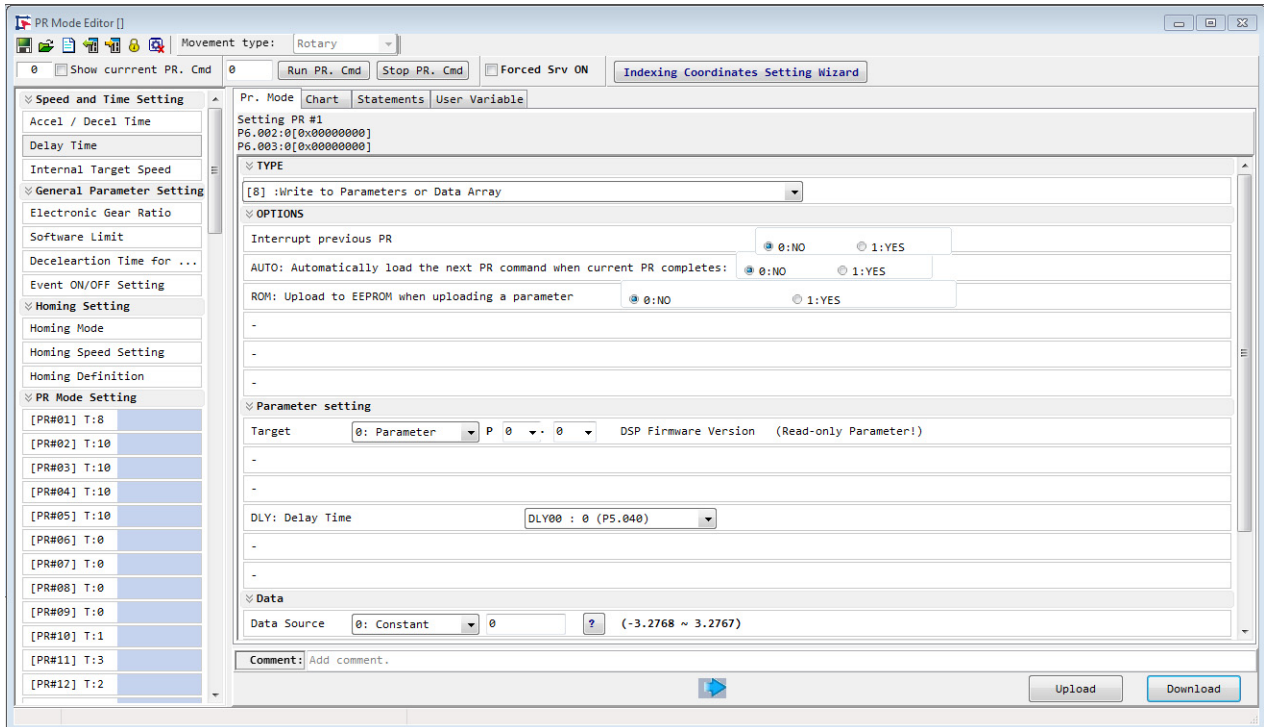 PR Mode Editor []
Movement type: Rotary
0 Show currrent PR. Cmd 0 Run PR. Cmd Stop PR. Cmd Forced Srv ON Indexing Coordinates Setting Wizard
Speed and Time Setting
Accel / Decel Time
Delay Time
Internal Target Speed
General Parameter Setting
Electronic Gear Ratio
Software Limit
Deceleartion Time for ...
Event ON/OFF Setting
Homing Setting
Homing Mode
Homing Speed Setting
Homing Definition
PR Mode Setting
[PR#01] T:8
[PR#02] T:10
[PR#03] T:10
[PR#04] T:10
[PR#05] T:10
[PR#06] T:0
[PR#07] T:0
[PR#08] T:0
[PR#09] T:0
[PR#10] T:1
[PR#11] T:3
[PR#12] T:2
Pr. Mode Chart Statements User Variable
Setting PR #1
P6.002:0[0x00000000]
P6.003:0[0x00000000]
TYPE
[8] :Write to Parameters or Data Array
OPTIONS
Interrupt previous PR 0:NO 1:YES
AUTO: Automatically load the next PR command when current PR completes: 0:NO 1:YES
ROM: Upload to EEPROM when uploading a parameter 0:NO 1:YES
-
-
-
Parameter setting
Target 0: Parameter P 0 . 0 DSP Firmware Version (Read-only Parameter!)
-
-
DLY: Delay Time DLY00 : 0 (P5.040)
-
-
Data
Data Source 0: Constant 0 ? (-3.2768 ~ 3.2767)
Comment: Add comment.
Upload Download